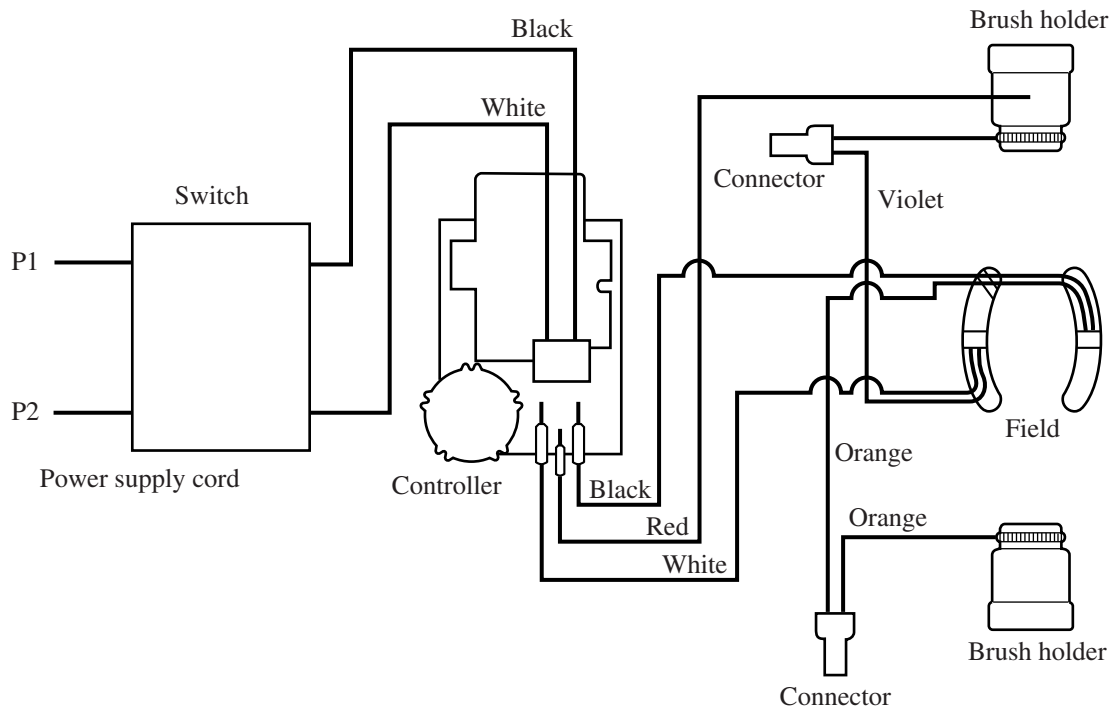 Brush holder
Black
White
Connector
Switch
Violet
P1
P2
Field
Orange
Power supply cord
Controller
Black
Orange
Red
White
Brush holder
Connector